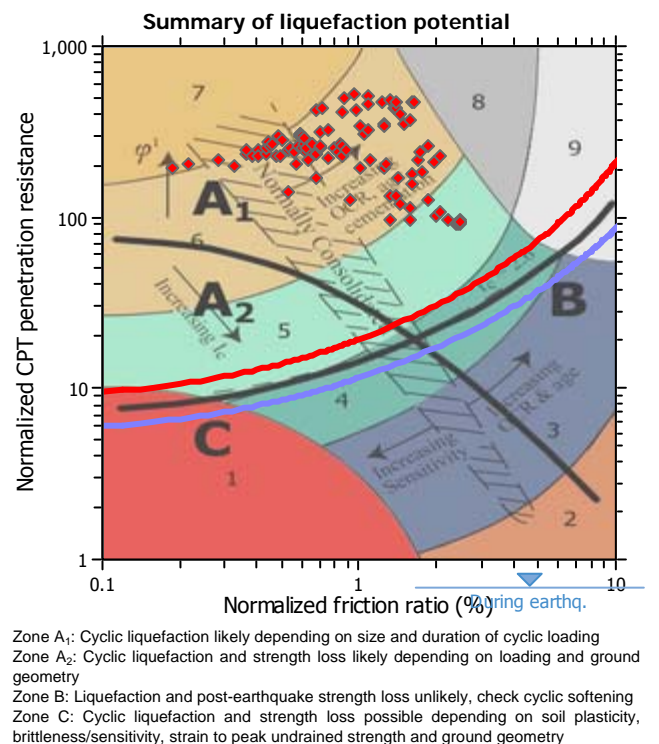 Summary of liquefaction potential
Normalized CPT penetration resistance
1,000
100
10
1
7
8
9
φ'
A1
6
Normally Consolidated
Increasing
OCR, age
cementation
A2
Increasing Ic
5
B
4
C
1
Increasing
OCR & age
3
Increasing
Sensitivity
2
0.1
1
10
Normalized friction ratio (%)
During earthq.
Zone A₁: Cyclic liquefaction likely depending on size and duration of cyclic loading
Zone A₂: Cyclic liquefaction and strength loss likely depending on loading and ground
geometry
Zone B: Liquefaction and post-earthquake strength loss unlikely, check cyclic softening
Zone C: Cyclic liquefaction and strength loss possible depending on soil plasticity,
brittleness/sensitivity, strain to peak undrained strength and ground geometry